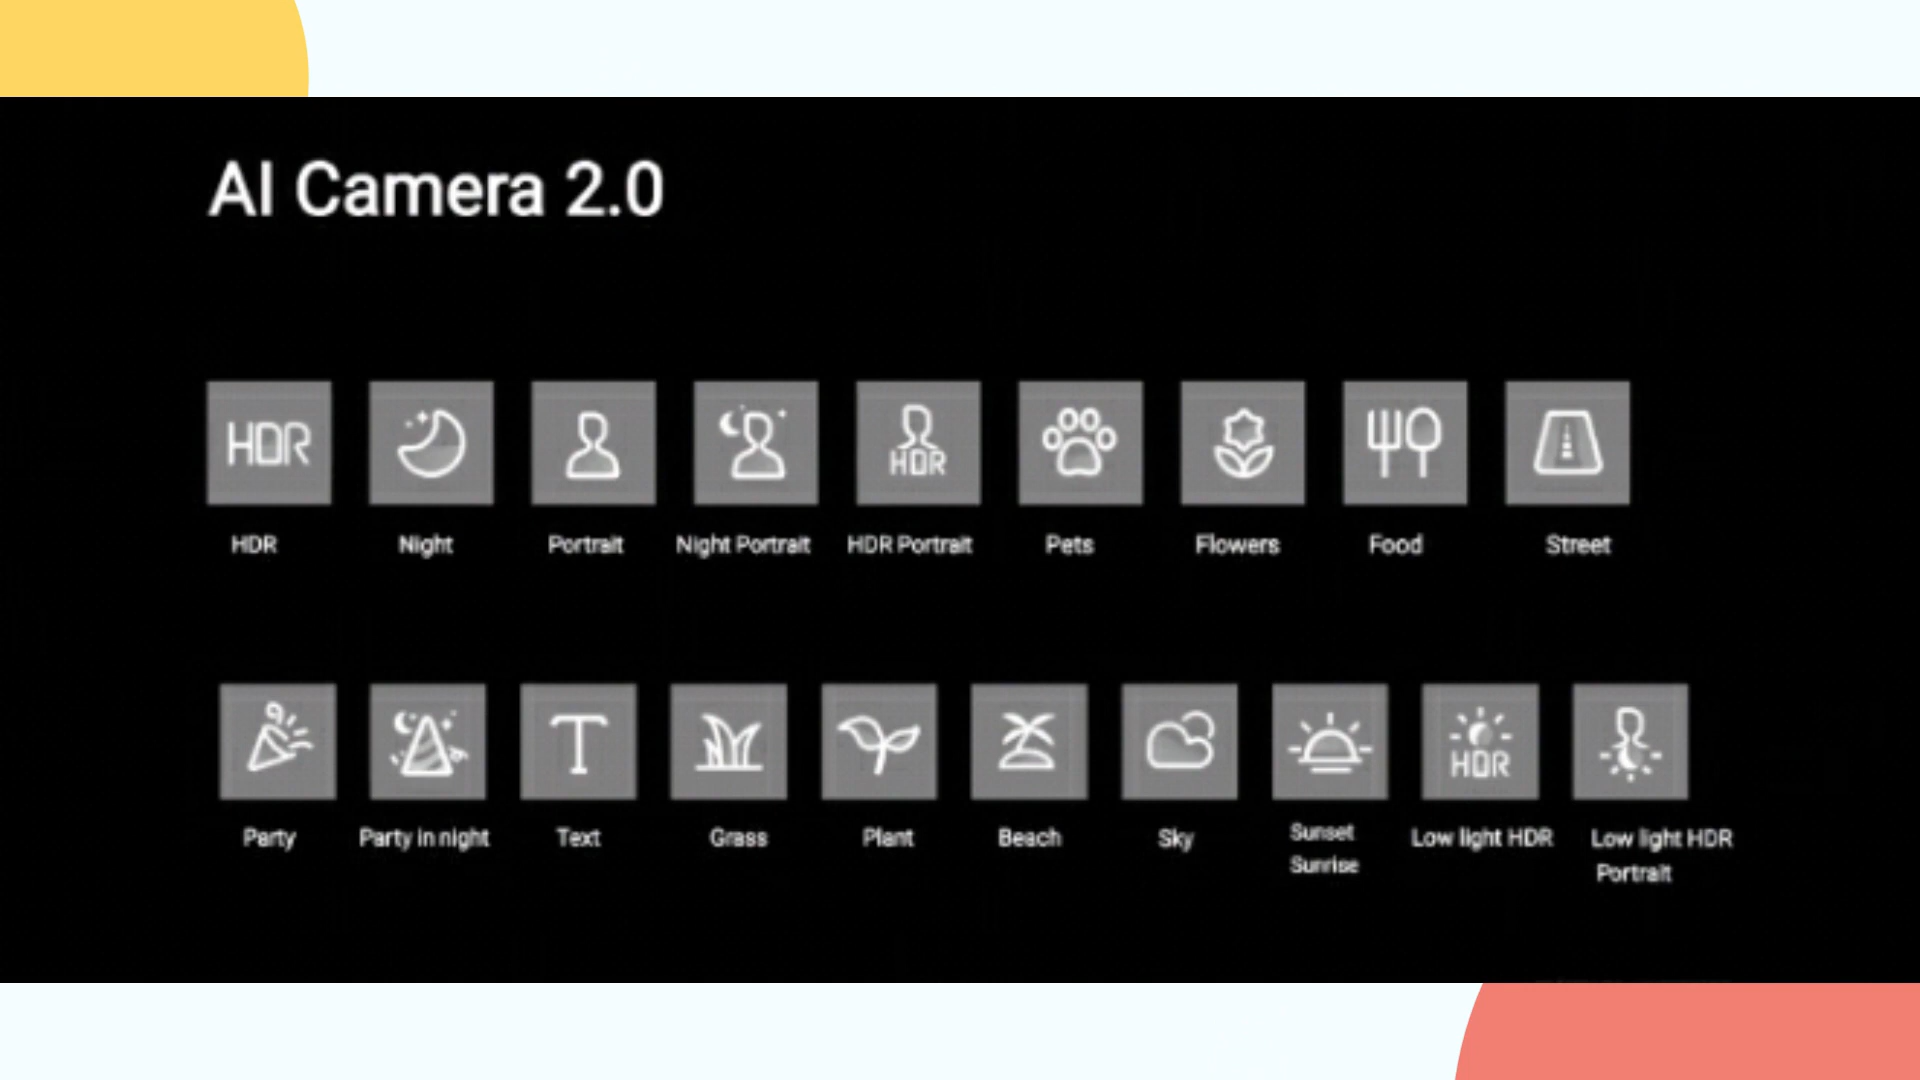 AI Camera 2.0
HDR
HDR
HDR Night Portrait Night Portrait HDR Portrait Pets Flowers Food Street
T
HDR
Party Party in night Text Grass Plant Beach Sky Sunset Sunrise Low light HDR Low light HDR Portrait